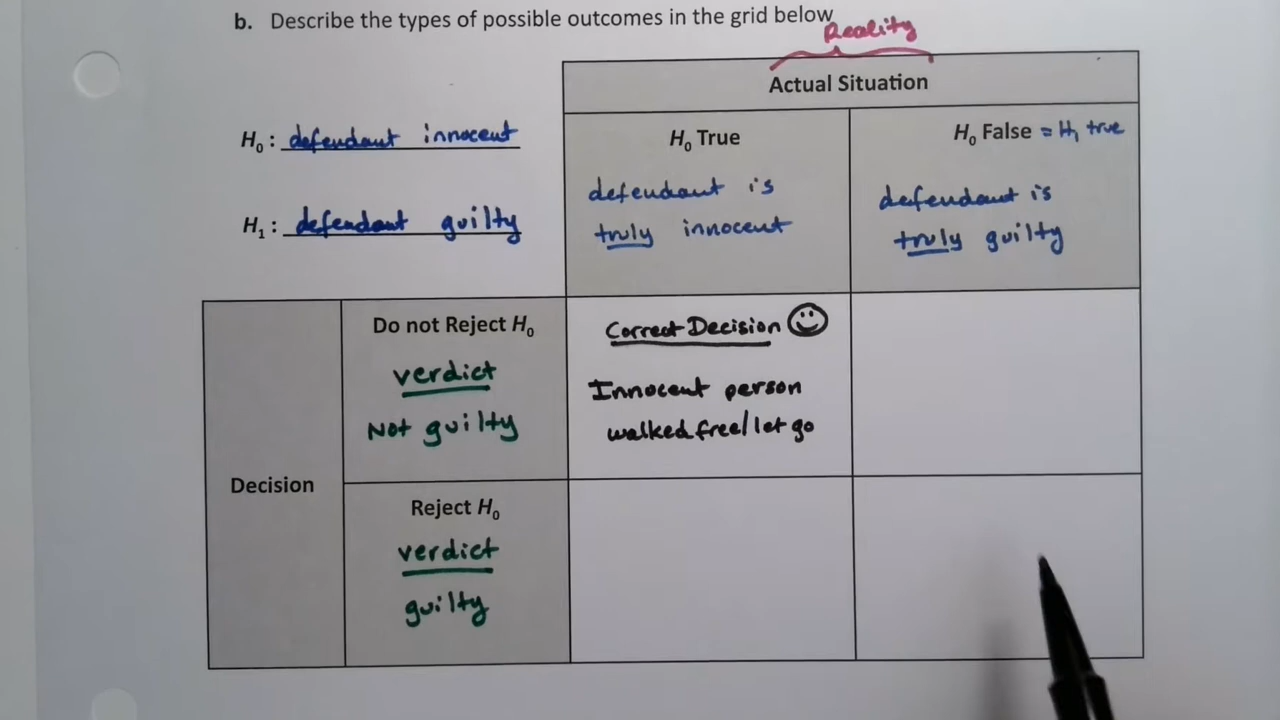 b. Describe the types of possible outcomes in the grid below
Reality
Actual Situation
H0: defendant innocent
H1: defendant guilty
H0 True
defendant is
truly innocent
H0 False = H1 true
defendant is
truly guilty
Decision
Do not Reject H0
verdict
Not guilty
Correct Decision
Innocent person
walked free/let go
Reject H0
verdict
guilty